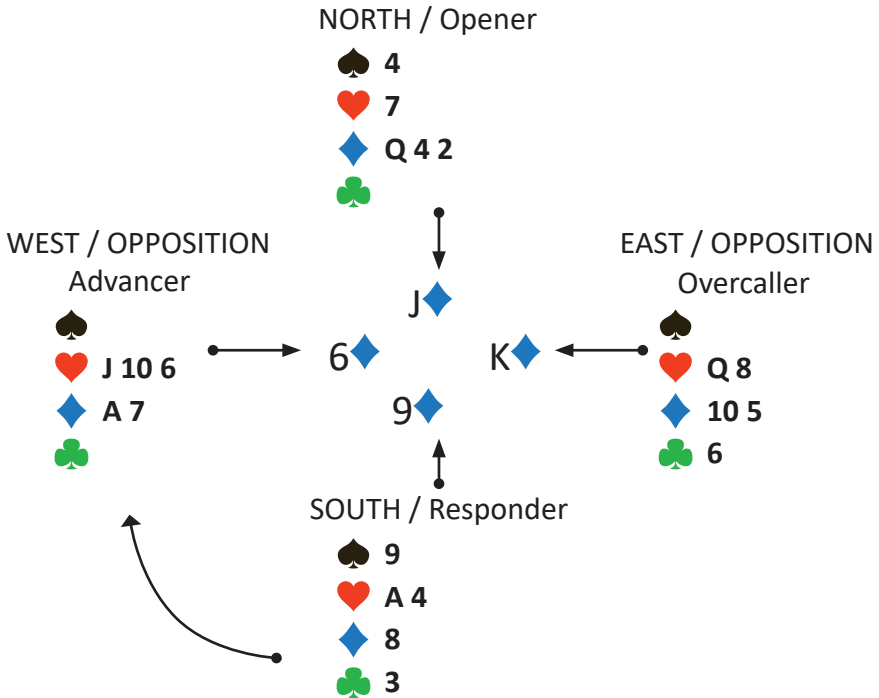 NORTH / Opener
♠ 4
♥ 7
♦ Q 4 2
♣
WEST / OPPOSITION
Advancer
♠
♥ J 10 6
♦ A 7
♣
J♦
6♦
K♦
9♦
EAST / OPPOSITION
Overcaller
♠
♥ Q 8
♦ 10 5
♣ 6
SOUTH / Responder
♠ 9
♥ A 4
♦ 8
♣ 3